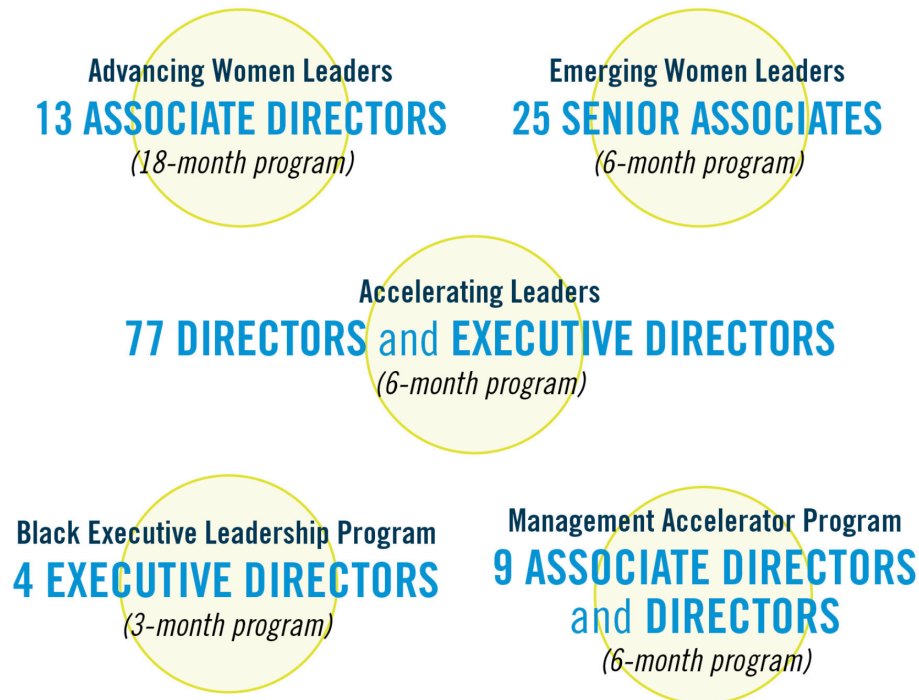 Advancing Women Leaders
13 ASSOCIATE DIRECTORS
(18-month program)
Emerging Women Leaders
25 SENIOR ASSOCIATES
(6-month program)
Accelerating Leaders
77 DIRECTORS and EXECUTIVE DIRECTORS
(6-month program)
Black Executive Leadership Program
4 EXECUTIVE DIRECTORS
(3-month program)
Management Accelerator Program
9 ASSOCIATE DIRECTORS
and DIRECTORS
(6-month program)